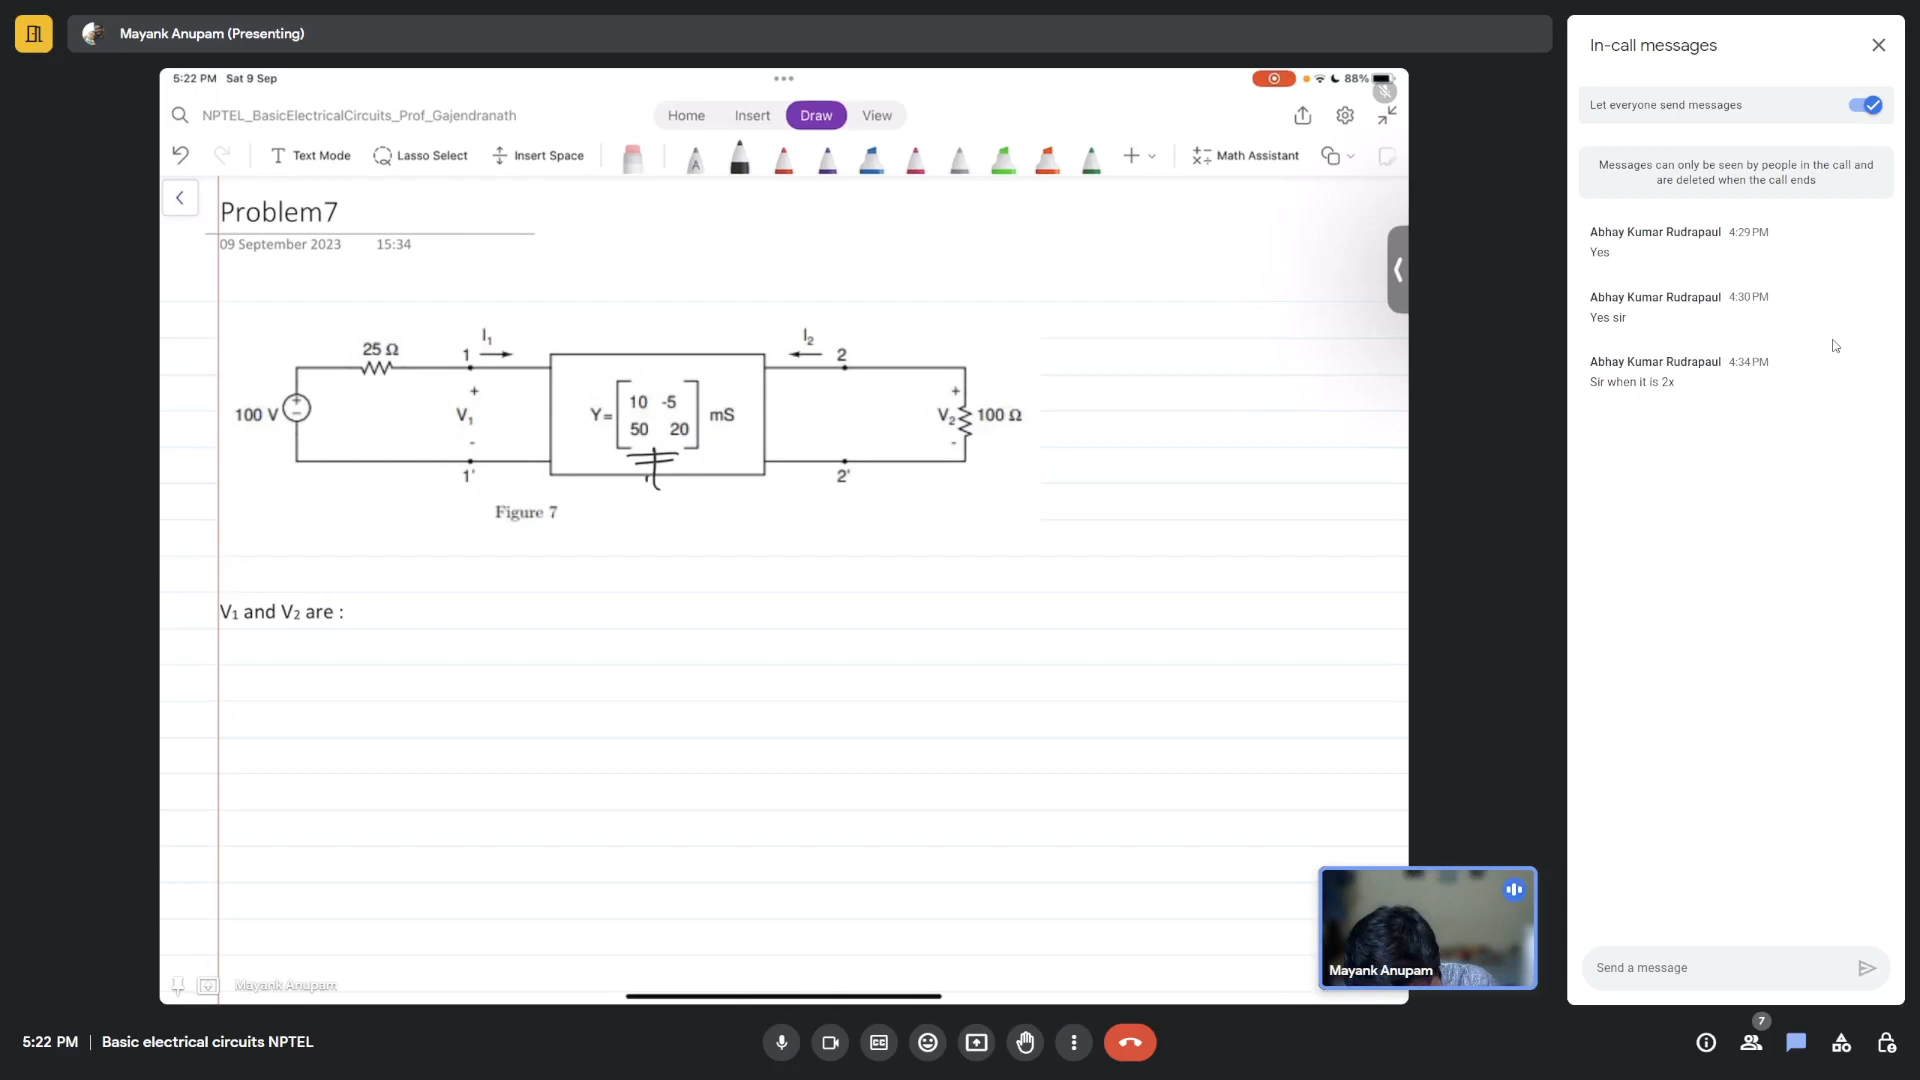 Mayank Anupam (Presenting)
5:22 PM Sat 9 Sep
88%
NPTEL_BasicElectricalCircuits_Prof_Gajendranath
Home Insert Draw View
Text Mode Lasso Select Insert Space A Math Assistant
Problem7
09 September 2023 15:34
25 Ω
I1
1
I2
2
100 V
+
-
+
V1
-
Y=
10 -5
50 20
mS
+
V2
-
100 Ω
1'
2'
Figure 7
V1 and V2 are :
Mayank Anupam
Mayank Anupam
In-call messages
Let everyone send messages
Messages can only be seen by people in the call and
are deleted when the call ends
Abhay Kumar Rudrapaul 4:29 PM
Yes
Abhay Kumar Rudrapaul 4:30 PM
Yes sir
Abhay Kumar Rudrapaul 4:34 PM
Sir when it is 2x
Send a message
5:22 PM | Basic electrical circuits NPTEL
7